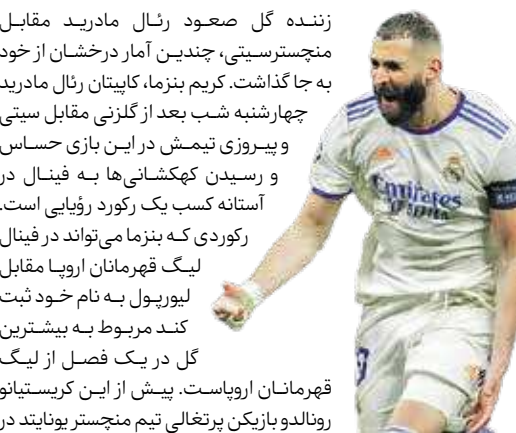 زننده گل صعود رئال مادرید مقابل
منچسترسیتی، چندین آمار درخشان از خود
به جا گذاشت. کریم بنزما، کاپیتان رئال مادرید
چهارشنبه شب بعد از گلزنی مقابل سیتی
و پیروزی تیمش در این بازی حساس
و رسیدن کهکشانی‌ها به فینال در
آستانه کسب یک رکورد رؤیایی است.
رکوردی که بنزما می‌تواند در فینال
لیگ قهرمانان اروپا مقابل
لیورپول به نام خود ثبت
کند مربوط به بیشترین
گل در یک فصل از لیگ
قهرمانان اروپاست. پیش از این کریستیانو
رونالدو بازیکن پرتغالی تیم منچستر یونایتد در
Emirates